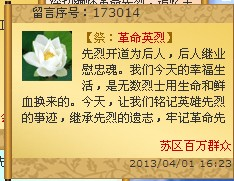 留言序号：173014
【祭：革命英烈】
先烈开道为后人，后人继业
慰忠魂。我们今天的幸福生
活，是无数烈士用生命和鲜
血换来的。今天，让我们铭记英雄先烈
的事迹，继承先烈的遗志，牢记革命先
苏区百万群众
2013/04/01 16:23